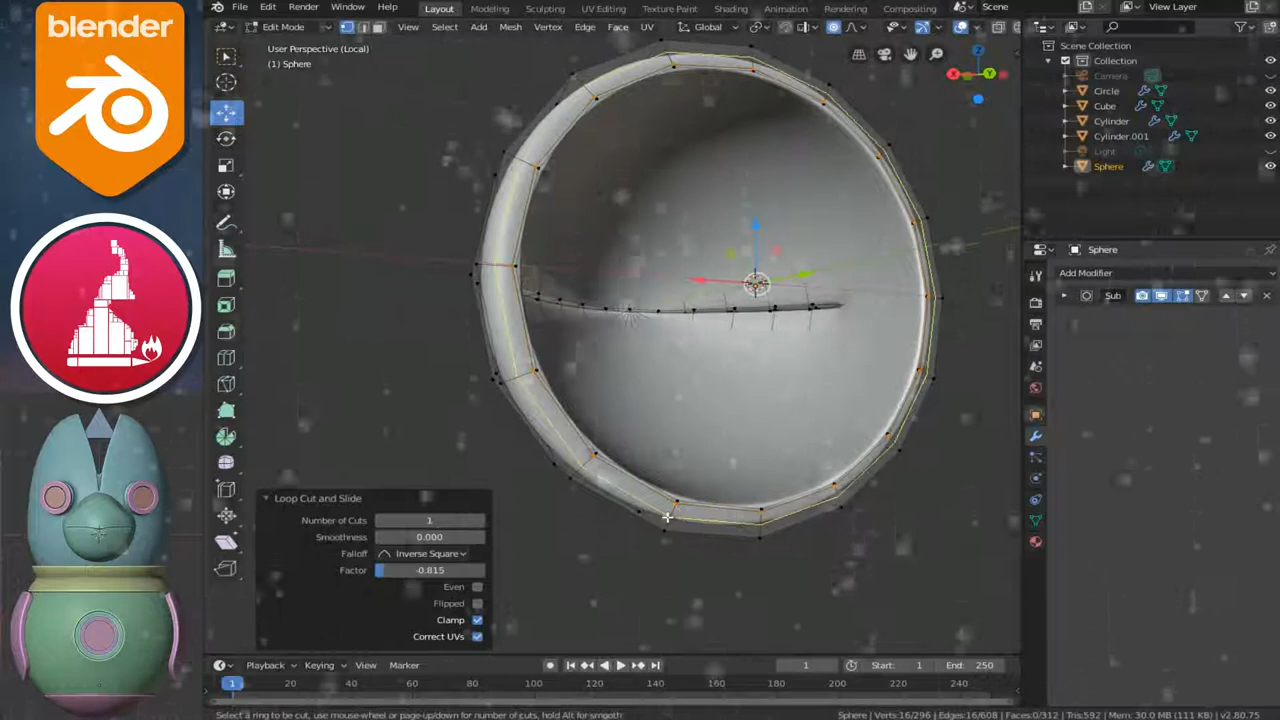 blender
File Edit Render Window Help
Layout Modeling Sculpting UV Editing Texture Paint Shading Animation Rendering Compositing
Scene
View Layer
Edit Mode
View Select Add Mesh Vertex Edge Face UV
Global
User Perspective (Local)
(1) Sphere
Scene Collection
Collection
Camera
Circle
Cube
Cylinder
Cylinder.001
Light
Sphere
Sphere
Add Modifier
Sub
X
Y
Z
Loop Cut and Slide
Number of Cuts 1
Smoothness 0.000
Falloff Inverse Square
Factor -0.815
Even
Flipped
Clamp
Correct UVs
Playback Keying View Marker
1
Start: 1
End: 250
1 20 40 60 80 100 120 140 160 180 200 220 240
Select a ring to be cut, use mouse-wheel or page-up/down for number of cuts, hold Alt for smooth
Sphere | Verts:16/296 | Edges:16/608 | Faces:0/312 | Tris:592 | Mem: 30.0 MB (111 KB) | v2.80.75